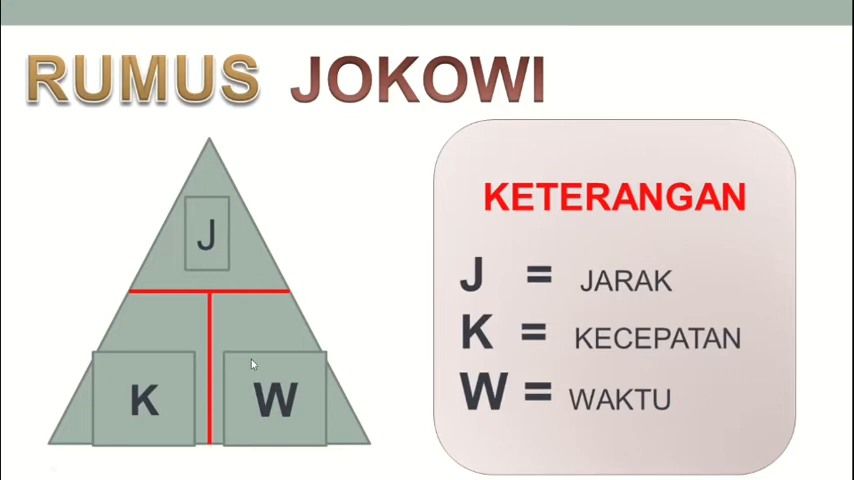 RUMUS JOKOWI
J
K W
KETERANGAN
J = JARAK
K = KECEPATAN
W = WAKTU